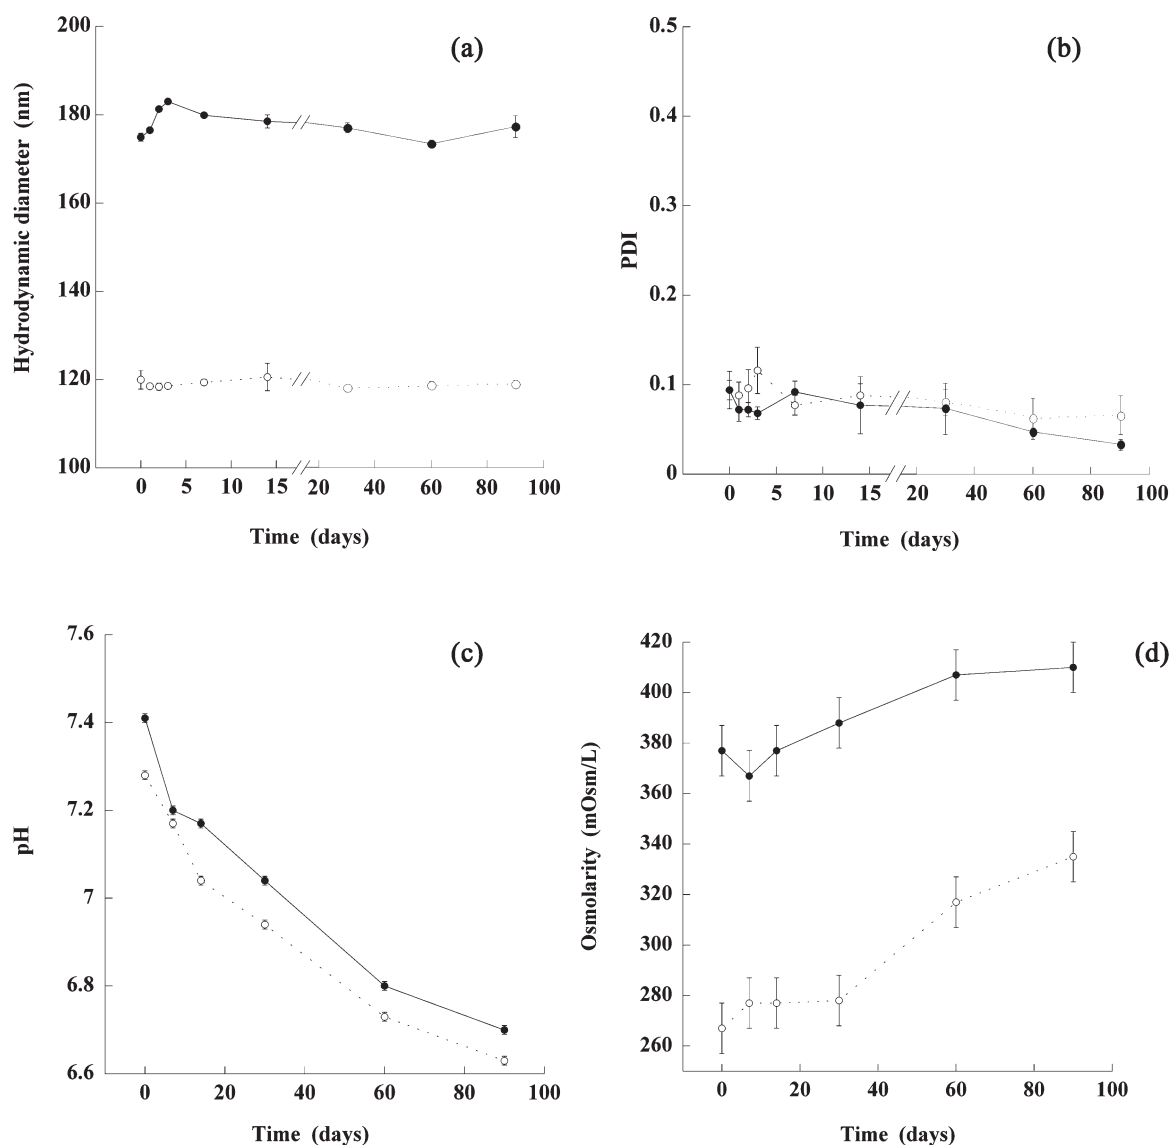 (a)
Hydrodynamic diameter (nm)
200
180
160
140
120
100
0 5 10 15 20 40 60 80 100
Time (days)
(b)
PDI
0.5
0.4
0.3
0.2
0.1
0
0 5 10 15 20 40 60 80 100
Time (days)
(c)
pH
7.6
7.4
7.2
7
6.8
6.6
0 20 40 60 80 100
Time (days)
(d)
Osmolarity (mOsm/L)
420
400
380
360
340
320
300
280
260
0 20 40 60 80 100
Time (days)